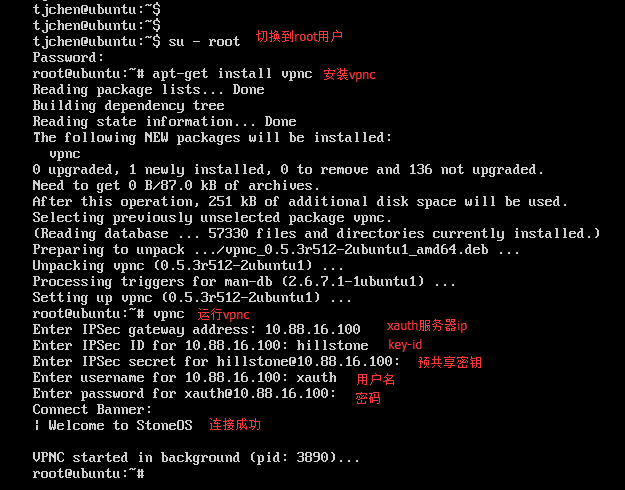 tjchen@ubuntu:~$
tjchen@ubuntu:~$
tjchen@ubuntu:~$ su - root 切换到root用户
Password:
root@ubuntu:~# apt-get install vpnc 安装vpnc
Reading package lists... Done
Building dependency tree
Reading state information... Done
The following NEW packages will be installed:
  vpnc
0 upgraded, 1 newly installed, 0 to remove and 136 not upgraded.
Need to get 0 B/87.0 kB of archives.
After this operation, 251 kB of additional disk space will be used.
Selecting previously unselected package vpnc.
(Reading database ... 57330 files and directories currently installed.)
Preparing to unpack .../vpnc_0.5.3r512-2ubuntu1_amd64.deb ...
Unpacking vpnc (0.5.3r512-2ubuntu1) ...
Processing triggers for man-db (2.6.7.1-1ubuntu1) ...
Setting up vpnc (0.5.3r512-2ubuntu1) ...
root@ubuntu:~# vpnc 运行vpnc
Enter IPSec gateway address: 10.88.16.100 xauth服务器ip
Enter IPSec ID for 10.88.16.100: hillstone key-id
Enter IPSec secret for hillstone@10.88.16.100: 预共享密钥
Enter username for 10.88.16.100: xauth 用户名
Enter password for xauth@10.88.16.100: 密码
Connect Banner:
| Welcome to StoneOS 连接成功
VPNC started in background (pid: 3890)...
root@ubuntu:~#